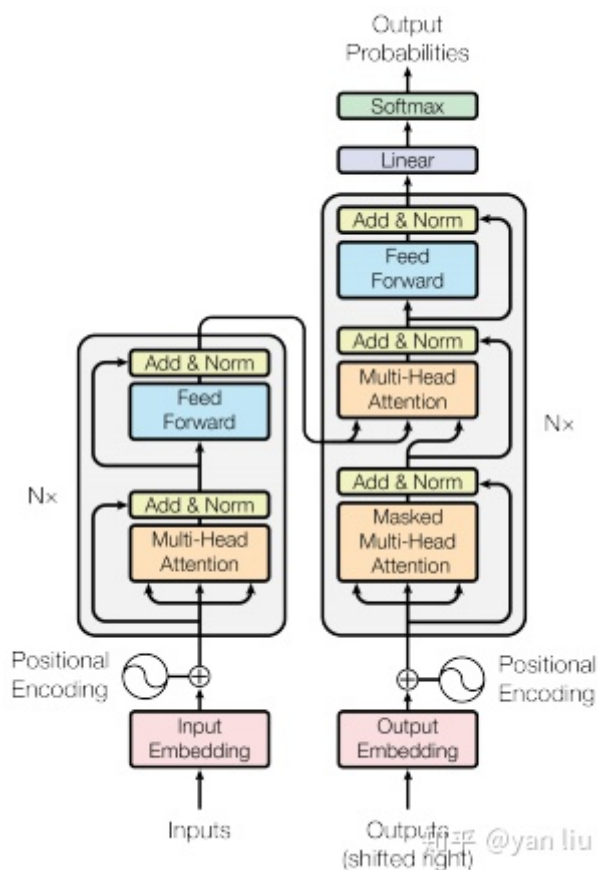 Output
Probabilities
Softmax
Linear
Add & Norm
Feed
Forward
Add & Norm
Multi-Head
Attention
Add & Norm
Masked
Multi-Head
Attention
Nx
Add & Norm
Feed
Forward
Add & Norm
Multi-Head
Attention
Nx
Positional
Encoding
Positional
Encoding
Input
Embedding
Output
Embedding
Inputs
Outputs
(shifted right)
知乎 @yan liu